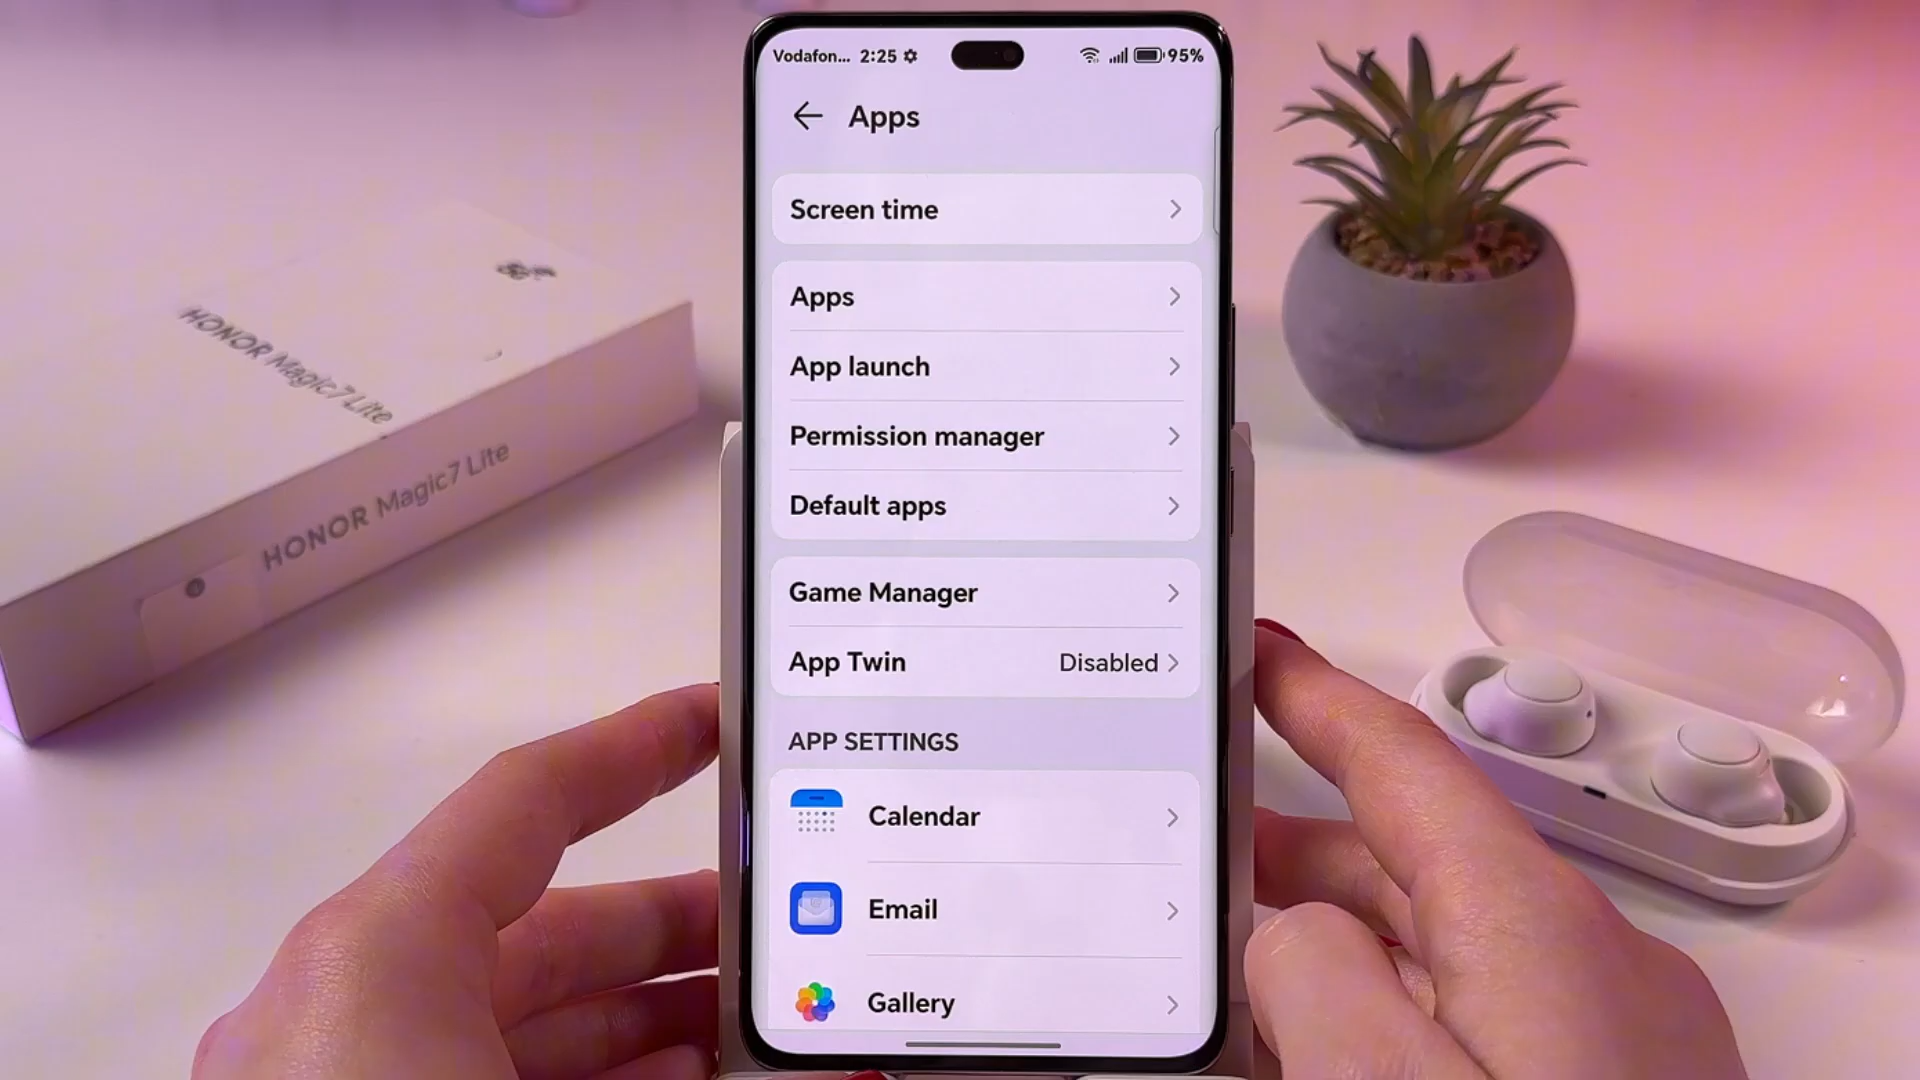 Vodafon... 2:25 95%
Apps
Screen time
Apps
App launch
Permission manager
Default apps
Game Manager
App Twin Disabled
APP SETTINGS
Calendar
Email
Gallery
HONOR Magic7 Lite
HONOR Magic7 Lite